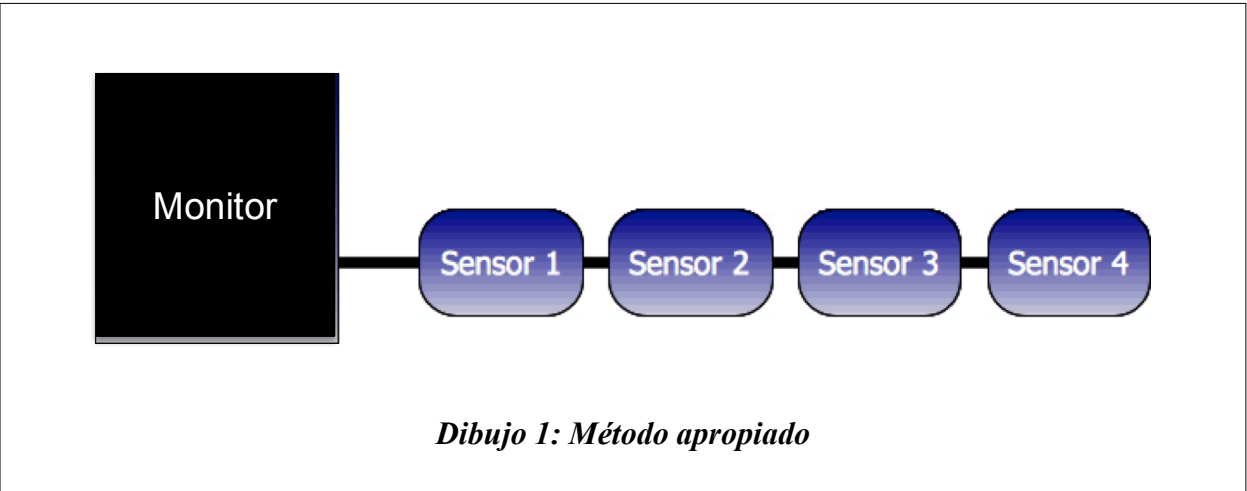 Monitor
Sensor 1
Sensor 2
Sensor 3
Sensor 4
Dibujo 1: Método apropiado